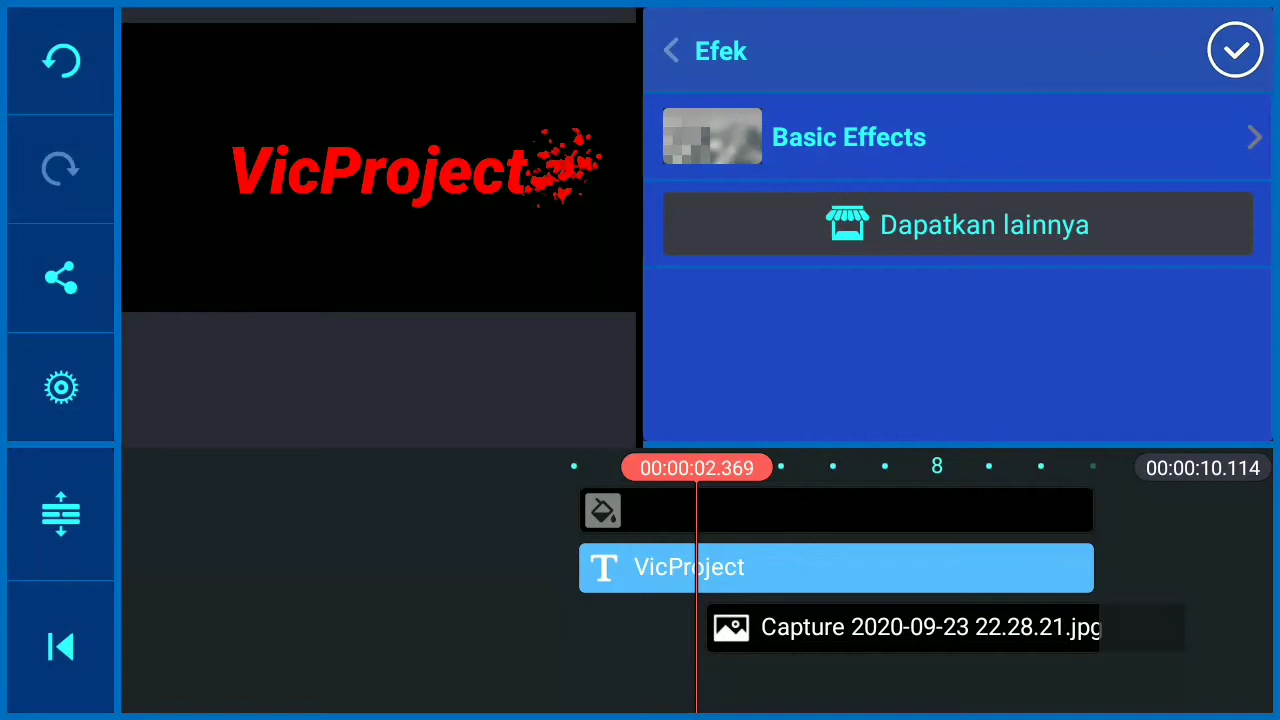 Efek
VicProject
Basic Effects
Dapatkan lainnya
00:00:02.369
8
00:00:10.114
T VicProject
Capture 2020-09-23 22.28.21.jpg